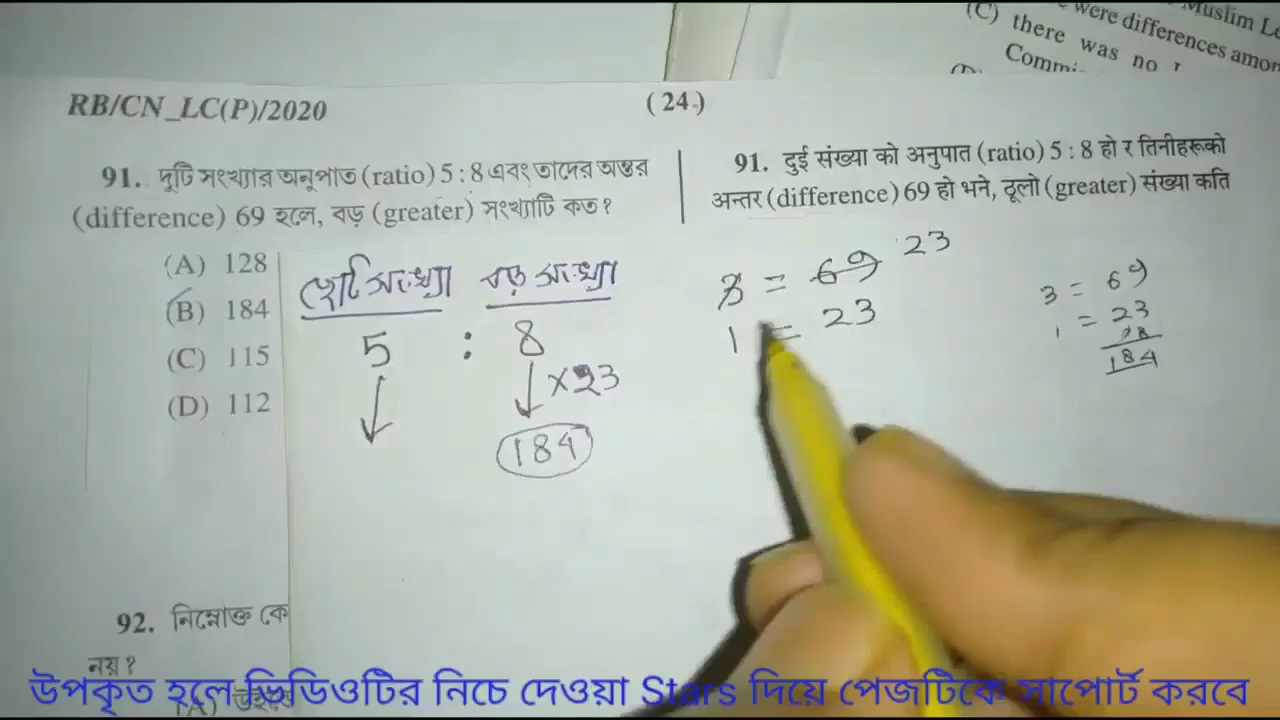 Muslim Le
(C) were differences among
there was no
RB/CN_LC(P)/2020
(24)
91. দুটি সংখ্যার অনুপাত (ratio) 5 : 8 এবং তাদের অন্তর
(difference) 69 হলে, বড় (greater) সংখ্যাটি কত?
(A) 128
(B) 184
(C) 115
(D) 112
ছোট সংখ্যা বড় সংখ্যা
5 : 8
×23
184
91. दुई संख्या को अनुपात (ratio) 5 : 8 हो र तिनीहरूको
अन्तर (difference) 69 हो भने, ठूलो (greater) संख्या कति
3 = 69 23
1 = 23
3 = 69
1 = 23
184
92. নিম্নোক্ত কে
নয়?
(A)
উপকৃত হলে ভিডিওটির নিচে দেওয়া Stars দিয়ে পেজটিকে সাপোর্ট করবে